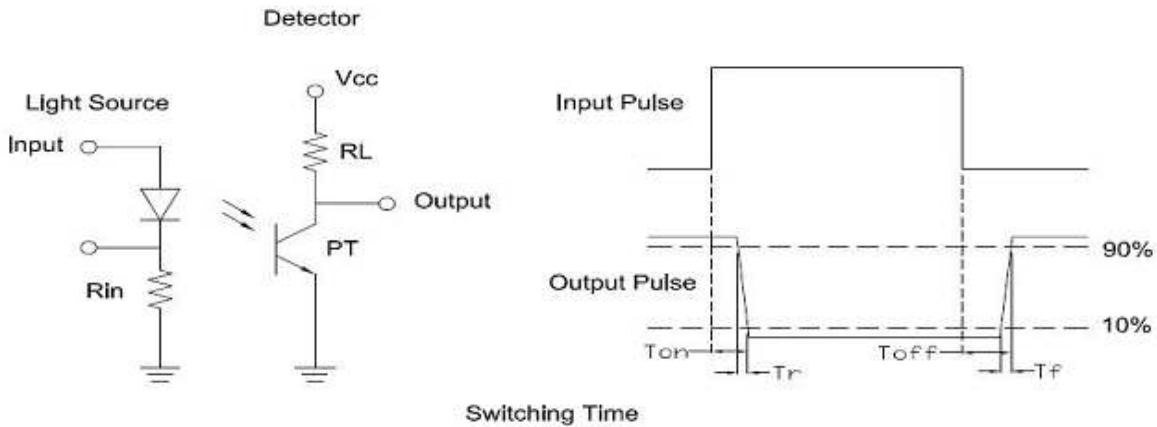 Detector
Vcc
Light Source
Input
RL
Output
PT
Rin
Input Pulse
90%
Output Pulse
10%
Ton
Toff
Tr
Tf
Switching Time